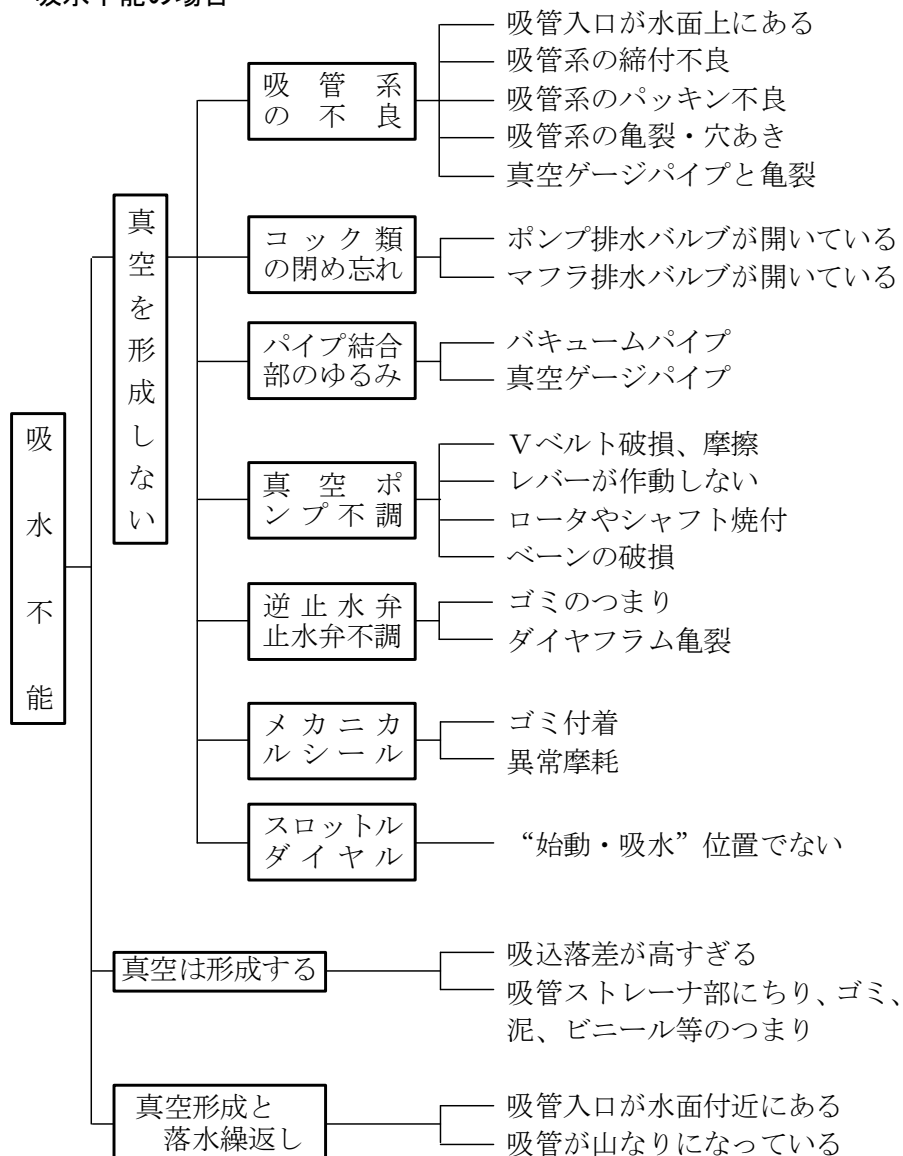 吸水不能の場合
吸管入口が水面上にある
吸管系の締付不良
吸管系
の不良
吸管系のパッキン不良
吸管系の亀裂・穴あき
真空ゲージパイプと亀裂
真空を形成しない
コック類
の閉め忘れ
ポンプ排水バルブが開いている
マフラ排水バルブが開いている
パイプ結合
部のゆるみ
バキュームパイプ
真空ゲージパイプ
吸水不能
Ｖベルト破損、摩擦
真空ポ
ンプ不調
レバーが作動しない
ロータやシャフト焼付
ベーンの破損
逆止水弁
止水弁不調
ゴミのつまり
ダイヤフラム亀裂
メカニカ
ルシール
ゴミ付着
異常摩耗
スロットル
ダイヤル
“始動・吸水”位置でない
真空は形成する
吸込落差が高すぎる
吸管ストレーナ部にちり、ゴミ、
泥、ビニール等のつまり
真空形成と
落水繰返し
吸管入口が水面付近にある
吸管が山なりになっている